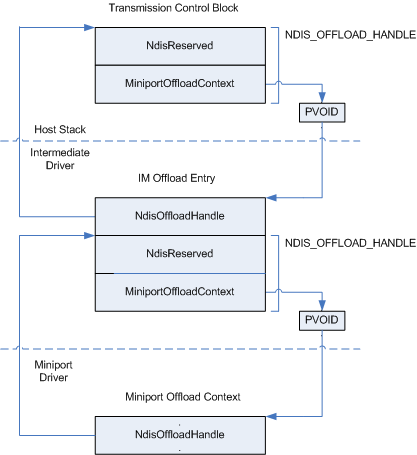 Transmission Control Block
NDIS_OFFLOAD_HANDLE
NdisReserved
MiniportOffloadContext
PVOID
Host Stack
Intermediate
Driver
IM Offload Entry
NdisOffloadHandle
NDIS_OFFLOAD_HANDLE
NdisReserved
MiniportOffloadContext
PVOID
Miniport
Driver
Miniport Offload Context
.
NdisOffloadHandle
.